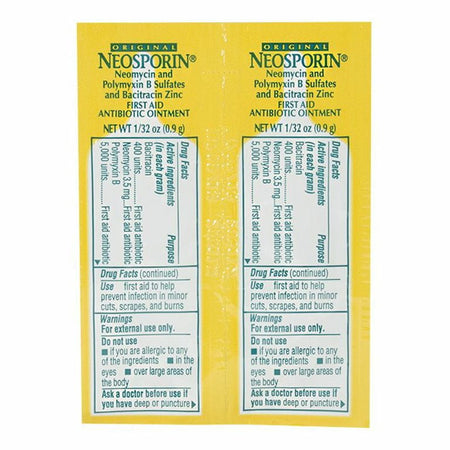 ORIGINAL
NEOSPORIN®
Neomycin and
Polymyxin B Sulfates
and Bacitracin Zinc
FIRST AID
ANTIBIOTIC OINTMENT
NET WT 1/32 oz (0.9 g)
Drug Facts
Active ingredients
(in each gram) Purpose
Bacitracin
400 units.....First aid antibiotic
Neomycin 3.5 mg...First aid antibiotic
Polymyxin B
5,000 units.....First aid antibiotic
Drug Facts (continued)
Use first aid to help
prevent infection in minor
cuts, scrapes, and burns
Warnings
For external use only.
Do not use
■ if you are allergic to any
of the ingredients ■ in the
eyes ■ over large areas of
the body
Ask a doctor before use if
you have deep or puncture
ORIGINAL
NEOSPORIN®
Neomycin and
Polymyxin B Sulfates
and Bacitracin Zinc
FIRST AID
ANTIBIOTIC OINTMENT
NET WT 1/32 oz (0.9 g)
Drug Facts
Active ingredients
(in each gram) Purpose
Bacitracin
400 units.....First aid antibiotic
Neomycin 3.5 mg...First aid antibiotic
Polymyxin B
5,000 units.....First aid antibiotic
Drug Facts (continued)
Use first aid to help
prevent infection in minor
cuts, scrapes, and burns
Warnings
For external use only.
Do not use
■ if you are allergic to any
of the ingredients ■ in the
eyes ■ over large areas of
the body
Ask a doctor before use if
you have deep or puncture